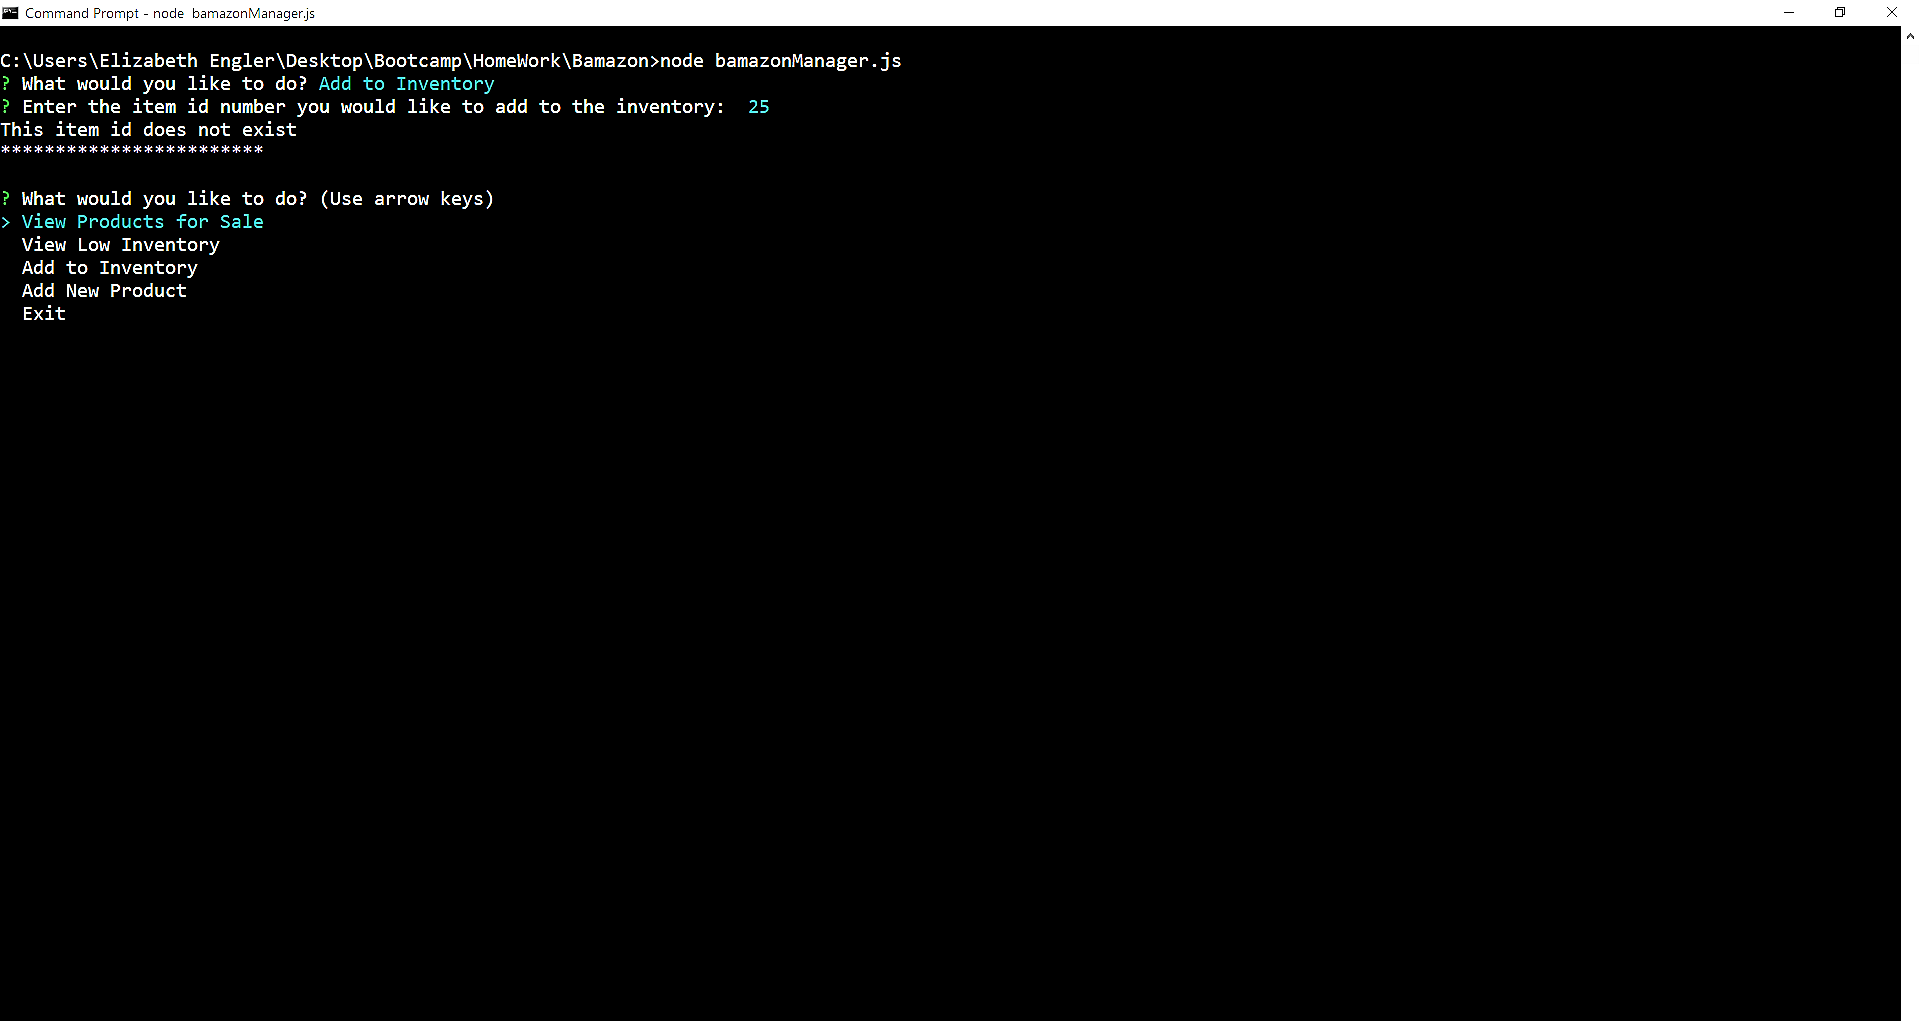 Command Prompt - node  bamazonManager.js
C:\Users\Elizabeth Engler\Desktop\Bootcamp\HomeWork\Bamazon>node bamazonManager.js
? What would you like to do? Add to Inventory
? Enter the item id number you would like to add to the inventory:  25
This item id does not exist
************************
? What would you like to do? (Use arrow keys)
> View Products for Sale
  View Low Inventory
  Add to Inventory
  Add New Product
  Exit